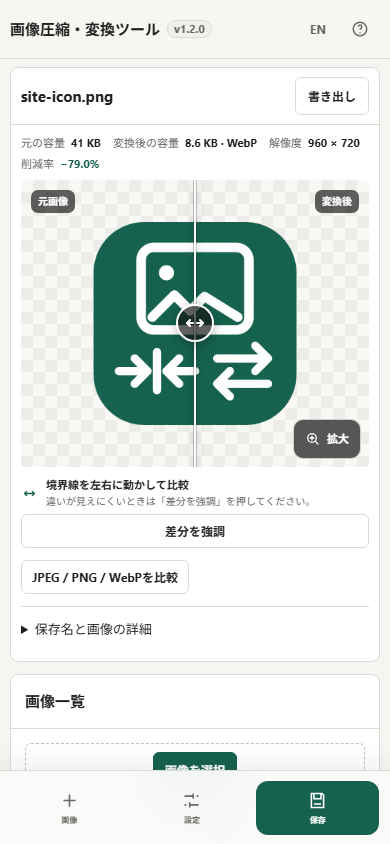 画像圧縮・変換ツール v1.2.0 EN
site-icon.png 書き出し
元の容量 41 KB 変換後の容量 8.6 KB · WebP 解像度 960 × 720
削減率 −79.0%
元画像 変換後
拡大
境界線を左右に動かして比較
違いが見えにくいときは「差分を強調」を押してください。
差分を強調
JPEG / PNG / WebPを比較
保存名と画像の詳細
画像一覧
画像を選択
画像 設定 保存